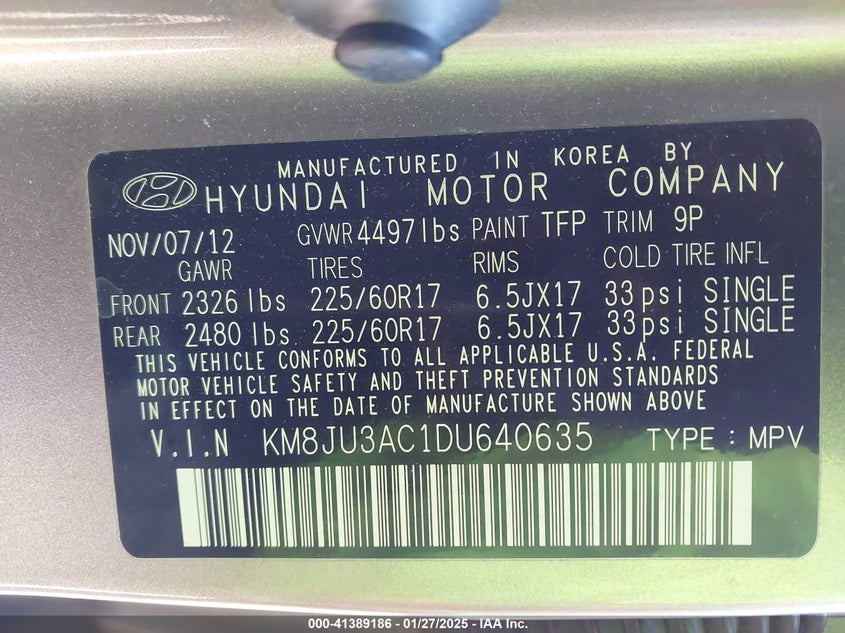 MANUFACTURED IN KOREA BY
HYUNDAI MOTOR COMPANY
NOV/07/12 GVWR 4497lbs PAINT TFP TRIM 9P
GAWR TIRES RIMS COLD TIRE INFL
FRONT 2326 lbs 225/60R17 6.5JX17 33psi SINGLE
REAR 2480 lbs 225/60R17 6.5JX17 33psi SINGLE
THIS VEHICLE CONFORMS TO ALL APPLICABLE U.S.A. FEDERAL
MOTOR VEHICLE SAFETY AND THEFT PREVENTION STANDARDS
IN EFFECT ON THE DATE OF MANUFACTURE SHOWN ABOVE
V.I.N KM8JU3AC1DU640635 TYPE : MPV
000-41389186 - 01/27/2025 - IAA Inc.